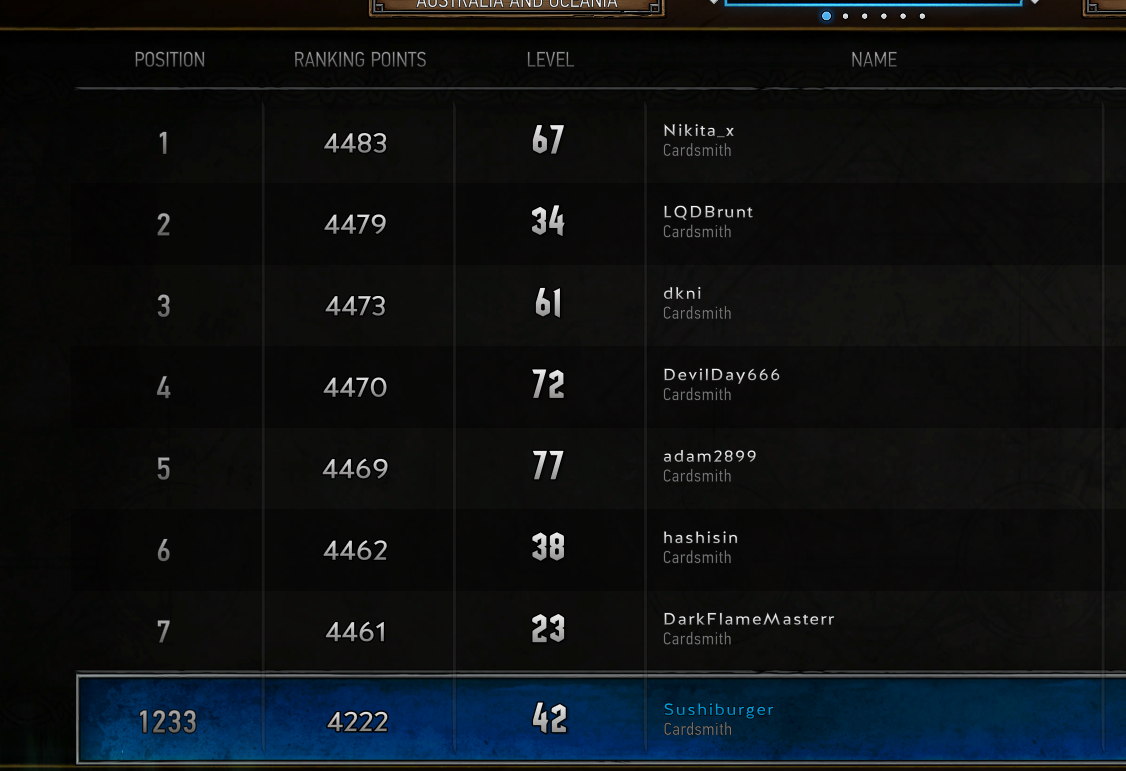 AUSTRALIA AND OCEANIA
POSITION RANKING POINTS LEVEL NAME
1 4483 67 Nikita_x
Cardsmith
2 4479 34 LQDBrunt
Cardsmith
3 4473 61 dkni
Cardsmith
4 4470 72 DevilDay666
Cardsmith
5 4469 77 adam2899
Cardsmith
6 4462 38 hashisin
Cardsmith
7 4461 23 DarkFlameMasterr
Cardsmith
1233 4222 42 Sushiburger
Cardsmith